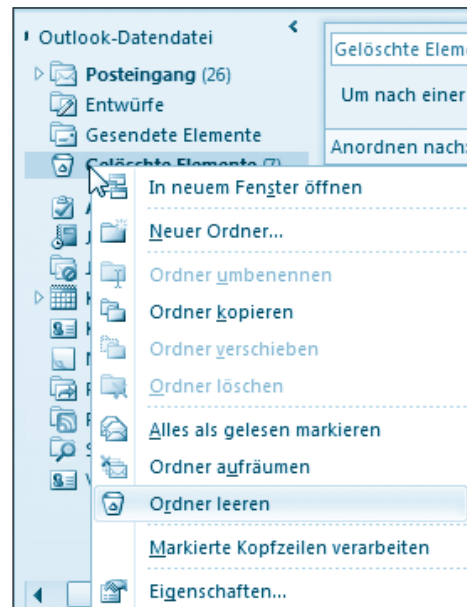 Outlook-Datendatei
Posteingang (26)
Entwürfe
Gesendete Elemente
Gelöschte Elemente (7)
Gelöschte Eleme
Um nach einer
Anordnen nach:
In neuem Fenster öffnen
Neuer Ordner...
Ordner umbenennen
Ordner kopieren
Ordner verschieben
Ordner löschen
Alles als gelesen markieren
Ordner aufräumen
Ordner leeren
Markierte Kopfzeilen verarbeiten
Eigenschaften...